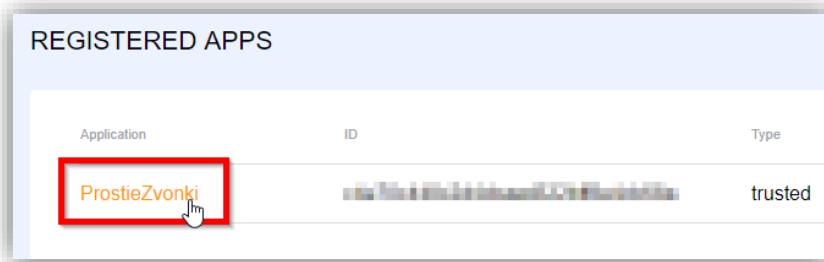 REGISTERED APPS
Application ID Type
ProstieZvonki trusted